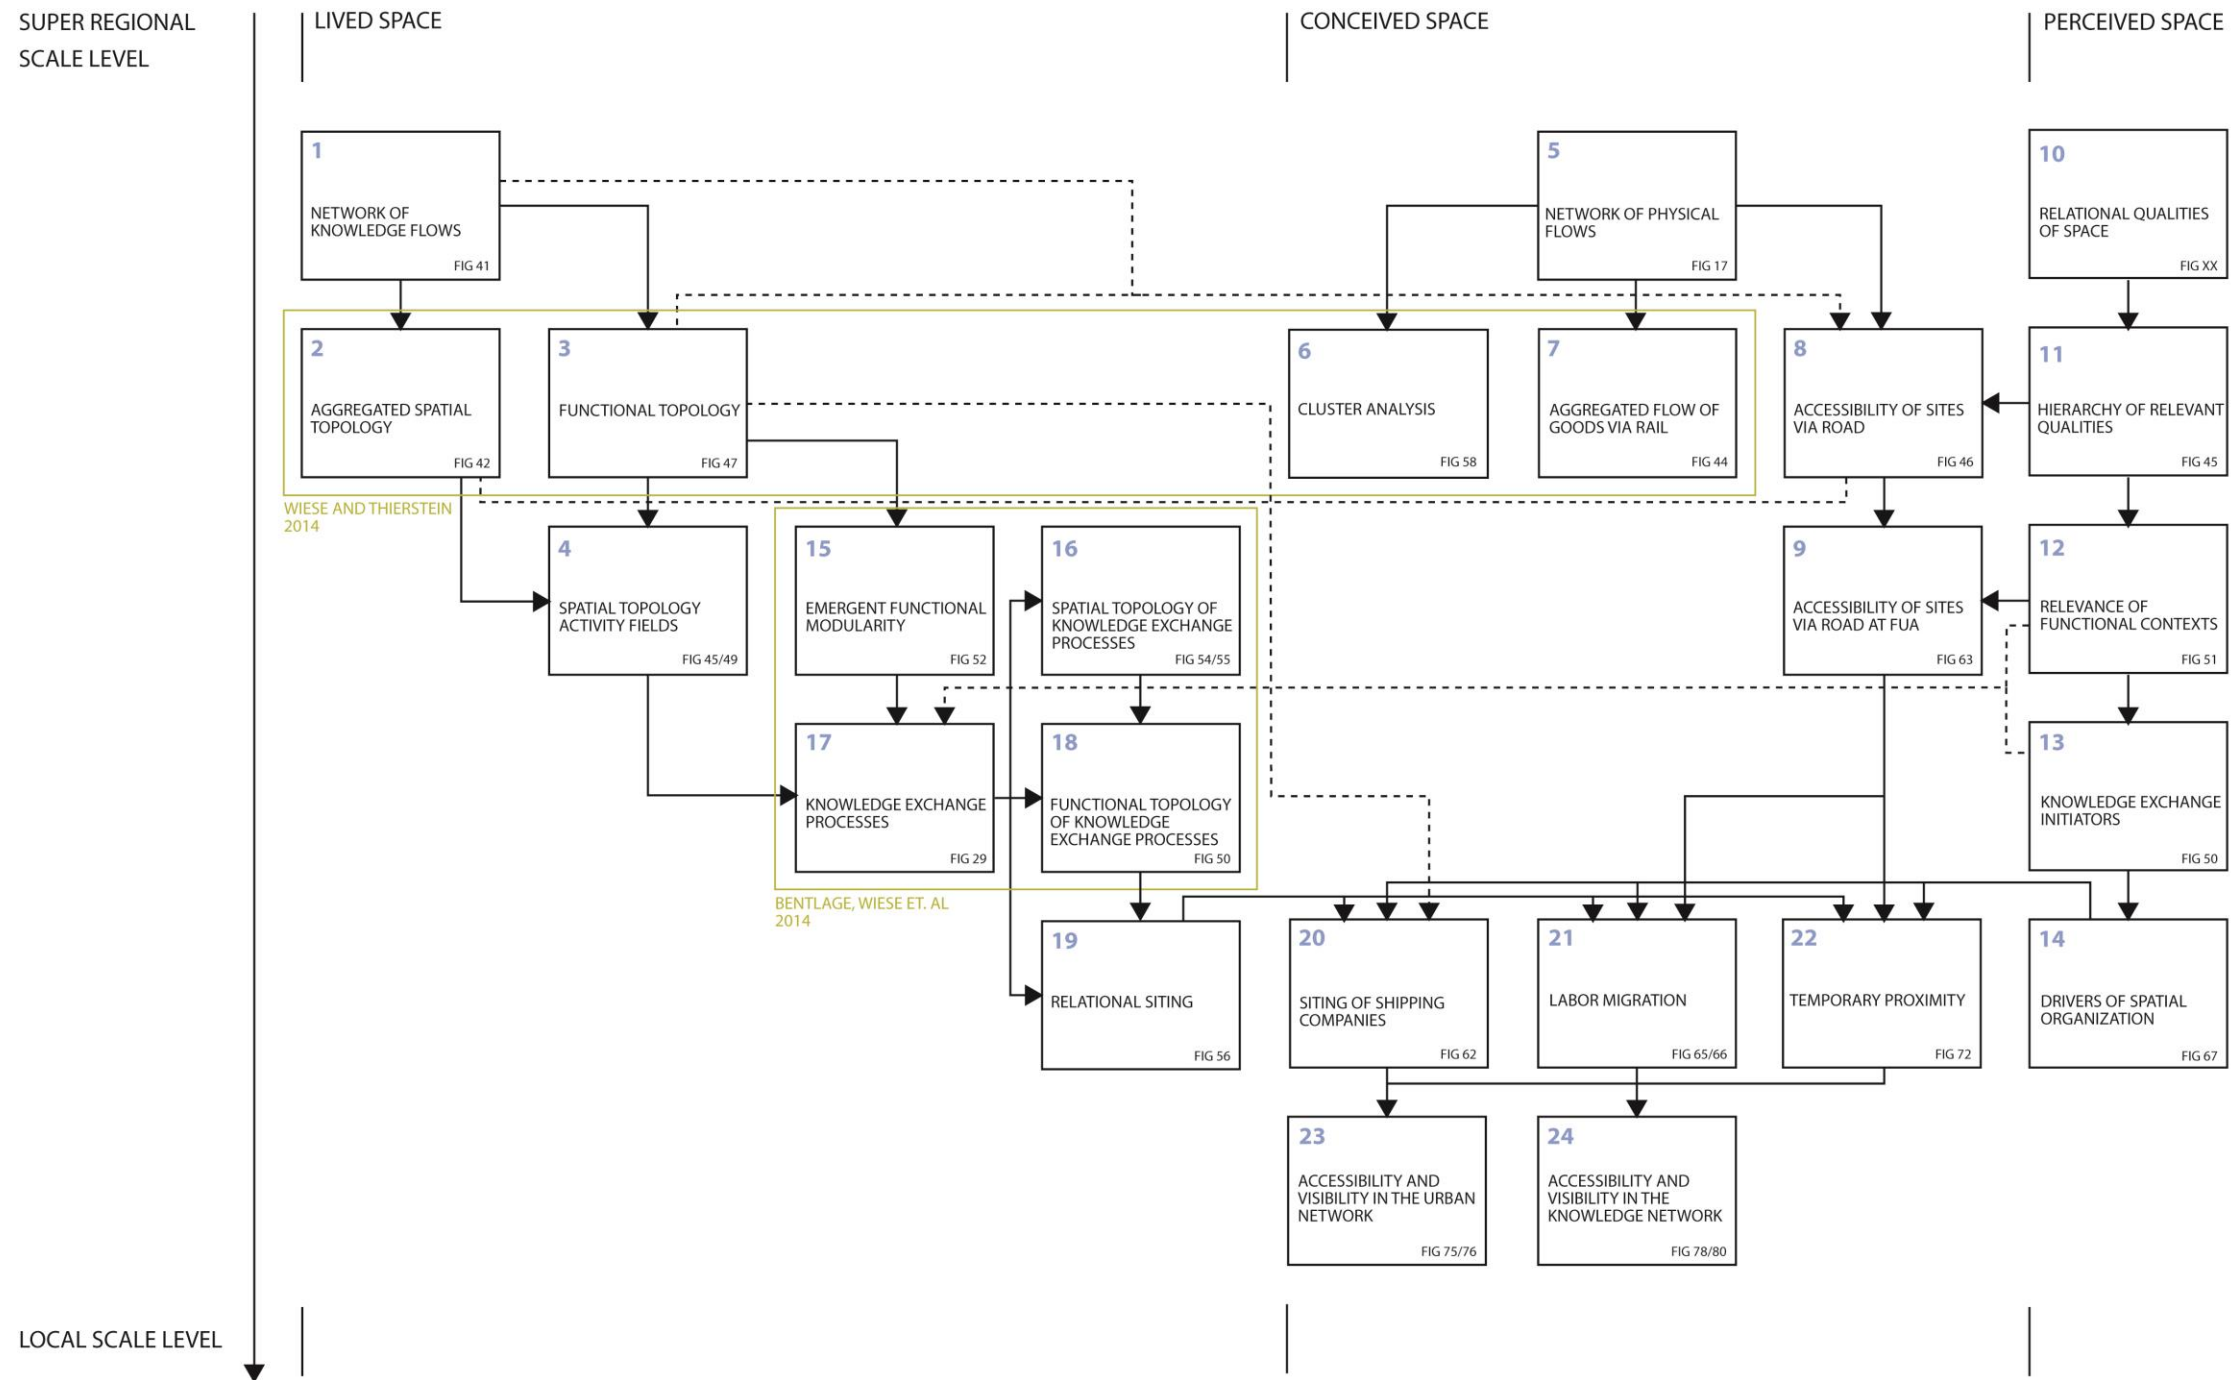 SUPER REGIONAL
SCALE LEVEL
LIVED SPACE
CONCEIVED SPACE
PERCEIVED SPACE
1
NETWORK OF
KNOWLEDGE FLOWS
FIG 41
5
NETWORK OF PHYSICAL
FLOWS
FIG 17
10
RELATIONAL QUALITIES
OF SPACE
FIG XX
2
AGGREGATED SPATIAL
TOPOLOGY
FIG 42
3
FUNCTIONAL TOPOLOGY
FIG 47
6
CLUSTER ANALYSIS
FIG 58
7
AGGREGATED FLOW OF
GOODS VIA RAIL
FIG 44
8
ACCESSIBILITY OF SITES
VIA ROAD
FIG 46
11
HIERARCHY OF RELEVANT
QUALITIES
FIG 45
WIESE AND THIERSTEIN
2014
4
SPATIAL TOPOLOGY
ACTIVITY FIELDS
FIG 45/49
15
EMERGENT FUNCTIONAL
MODULARITY
FIG 52
16
SPATIAL TOPOLOGY OF
KNOWLEDGE EXCHANGE
PROCESSES
FIG 54/55
9
ACCESSIBILITY OF SITES
VIA ROAD AT FUA
FIG 63
12
RELEVANCE OF
FUNCTIONAL CONTEXTS
FIG 51
17
KNOWLEDGE EXCHANGE
PROCESSES
FIG 29
18
FUNCTIONAL TOPOLOGY
OF KNOWLEDGE
EXCHANGE PROCESSES
FIG 50
13
KNOWLEDGE EXCHANGE
INITIATORS
FIG 50
BENTLAGE, WIESE ET. AL
2014
19
RELATIONAL SITING
FIG 56
20
SITING OF SHIPPING
COMPANIES
FIG 62
21
LABOR MIGRATION
FIG 65/66
22
TEMPORARY PROXIMITY
FIG 72
14
DRIVERS OF SPATIAL
ORGANIZATION
FIG 67
23
ACCESSIBILITY AND
VISIBILITY IN THE URBAN
NETWORK
FIG 75/76
24
ACCESSIBILITY AND
VISIBILITY IN THE
KNOWLEDGE NETWORK
FIG 78/80
LOCAL SCALE LEVEL